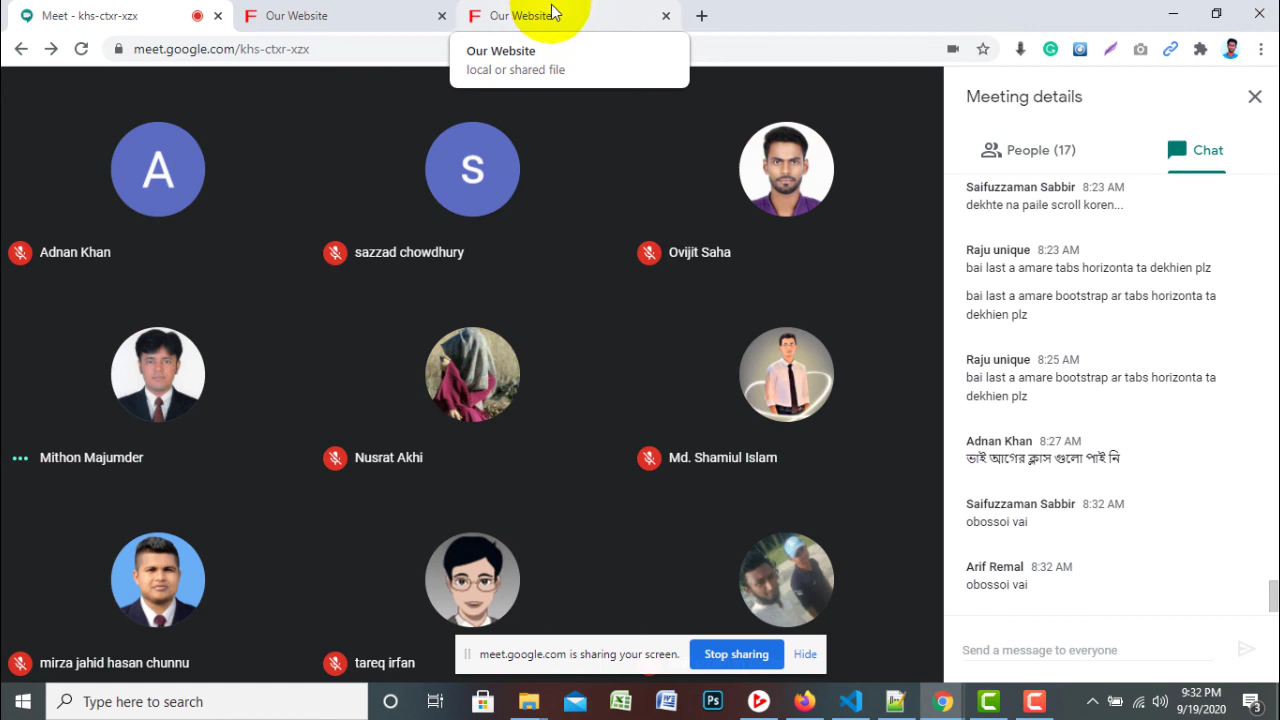 Meet - khs-ctxr-xzx
Our Website
Our Website
meet.google.com/khs-ctxr-xzx
Our Website
local or shared file
Meeting details
People (17)
Chat
A
s
Adnan Khan
sazzad chowdhury
Ovijit Saha
Mithon Majumder
Nusrat Akhi
Md. Shamiul Islam
mirza jahid hasan chunnu
tareq irfan
Saifuzzaman Sabbir 8:23 AM
dekhte na paile scroll koren...
Raju unique 8:23 AM
bai last a amare tabs horizonta ta dekhien plz
bai last a amare bootstrap ar tabs horizonta ta
dekhien plz
Raju unique 8:25 AM
bai last a amare bootstrap ar tabs horizonta ta
dekhien plz
Adnan Khan 8:27 AM
ভাই আগের ক্লাস গুলো পাই নি
Saifuzzaman Sabbir 8:32 AM
obossoi vai
Arif Remal 8:32 AM
obossoi vai
Send a message to everyone
meet.google.com is sharing your screen.
Stop sharing
Hide
Type here to search
Ps
9:32 PM
9/19/2020
3